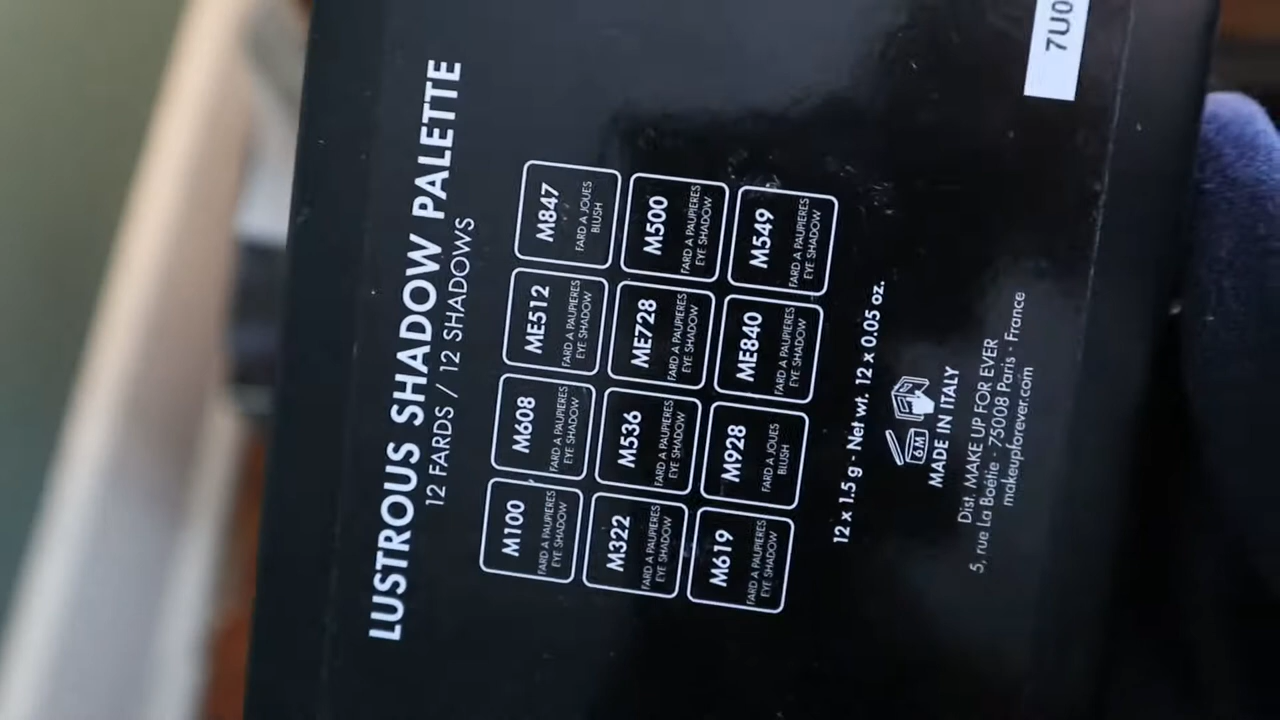 LUSTROUS SHADOW PALETTE
12 FARDS / 12 SHADOWS
M100
FARD A PAUPIERES
EYE SHADOW
M608
FARD A PAUPIERES
EYE SHADOW
ME512
FARD A PAUPIERES
EYE SHADOW
M847
FARD A JOUES
BLUSH
M322
FARD A PAUPIERES
EYE SHADOW
M536
FARD A PAUPIERES
EYE SHADOW
ME728
FARD A PAUPIERES
EYE SHADOW
M500
FARD A PAUPIERES
EYE SHADOW
M619
FARD A PAUPIERES
EYE SHADOW
M928
FARD A JOUES
BLUSH
ME840
FARD A PAUPIERES
EYE SHADOW
M549
FARD A PAUPIERES
EYE SHADOW
12 x 1.5 g - Net wt. 12 x 0.05 oz.
6M
MADE IN ITALY
Dist. MAKE UP FOR EVER
5, rue La Boétie - 75008 Paris - France
makeupforever.com
7U0